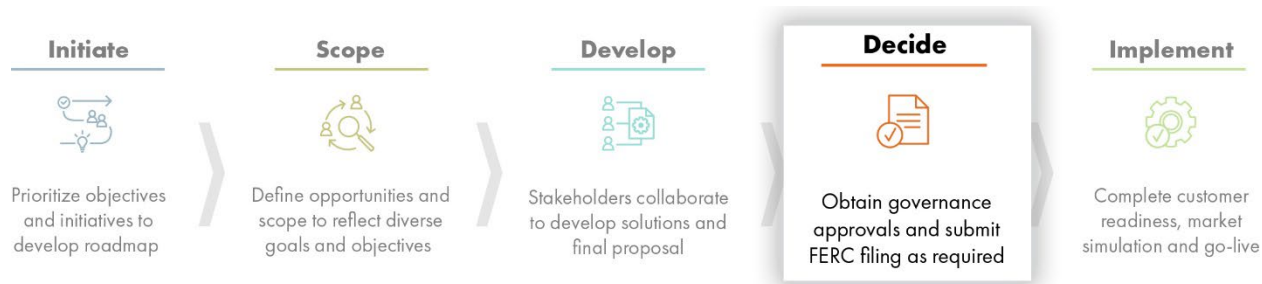 Initiate
Prioritize objectives
and initiatives to
develop roadmap
Scope
Define opportunities and
scope to reflect diverse
goals and objectives
Develop
Stakeholders collaborate
to develop solutions and
final proposal
Decide
Obtain governance
approvals and submit
FERC filing as required
Implement
Complete customer
readiness, market
simulation and go-live